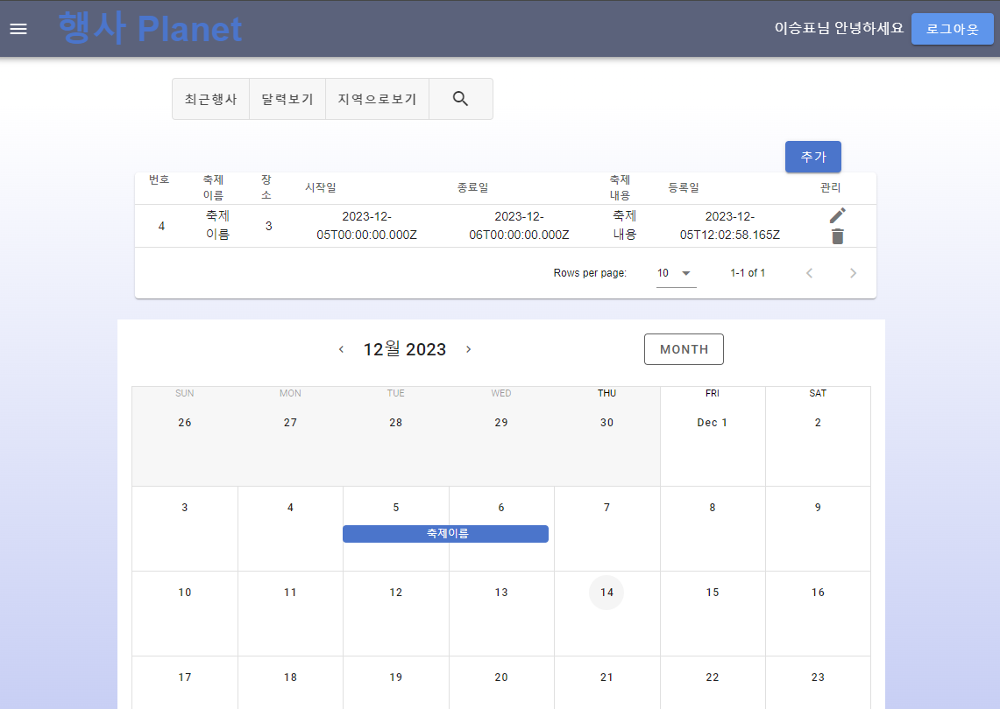 행사 Planet
이승표님 안녕하세요
로그아웃
최근행사
달력보기
지역으로보기
추가
번호
축제
이름
장
소
시작일
종료일
축제
내용
등록일
관리
4
축제
이름
3
2023-12-
05T00:00:00.000Z
2023-12-
06T00:00:00.000Z
축제
내용
2023-12-
05T12:02:58.165Z
Rows per page:
10
1-1 of 1
12월 2023
MONTH
SUN MON TUE WED THU FRI SAT
26 27 28 29 30 Dec 1 2
3 4 5 6 7 8 9
축제이름
10 11 12 13 14 15 16
17 18 19 20 21 22 23